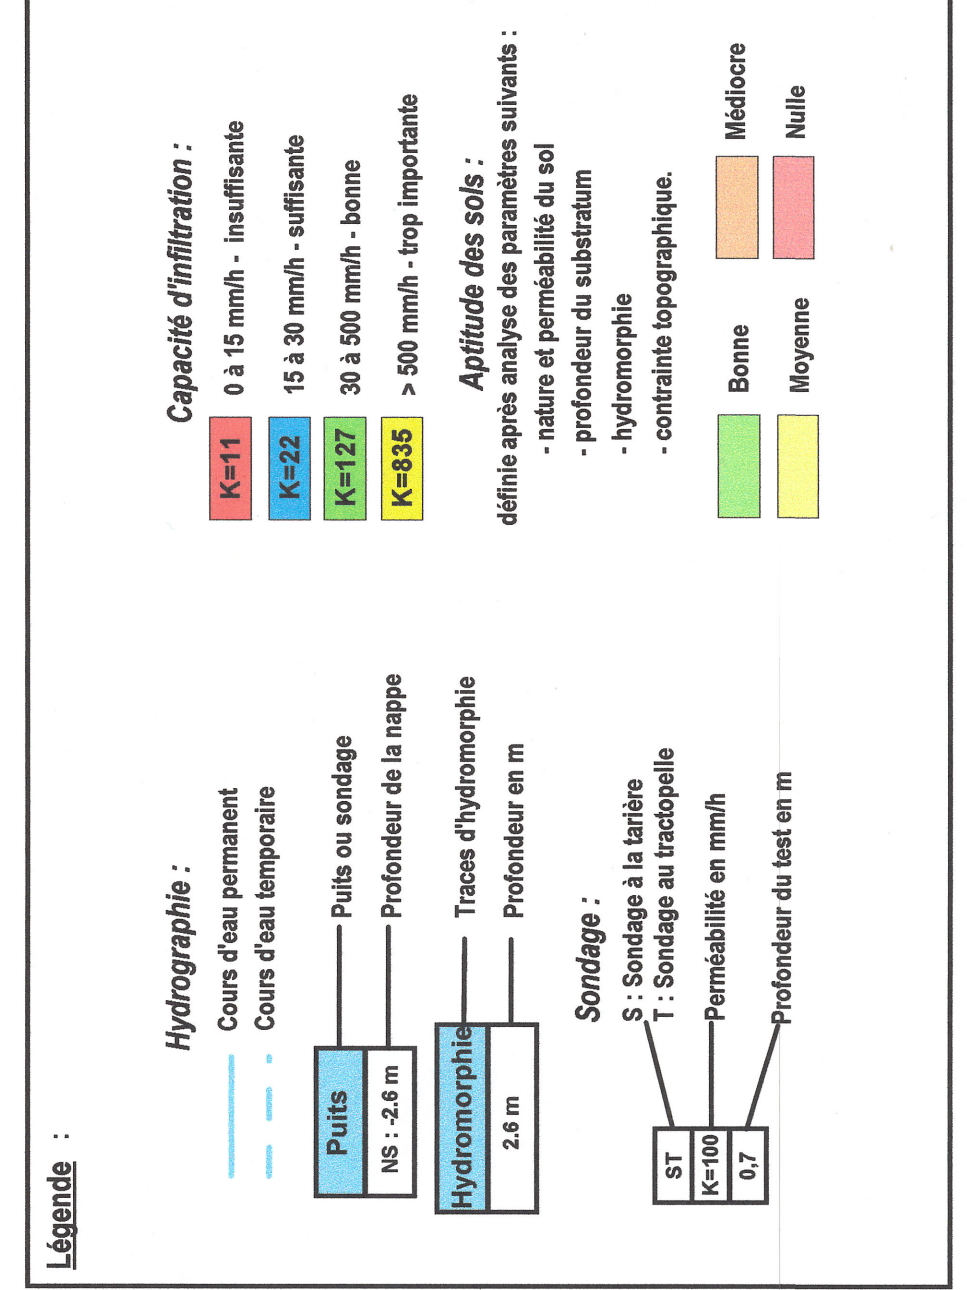 Légende :
Hydrographie :
Cours d'eau permanent
Cours d'eau temporaire
Puits
Puits ou sondage
NS : -2.6 m
Profondeur de la nappe
Hydromorphie
Traces d'hydromorphie
2.6 m
Profondeur en m
Sondage :
S : Sondage à la tarière
T : Sondage au tractopelle
ST
K=100
Perméabilité en mm/h
0,7
Profondeur du test en m
Capacité d'infiltration :
K=11 0 à 15 mm/h - insuffisante
K=22 15 à 30 mm/h - suffisante
K=127 30 à 500 mm/h - bonne
K=835 > 500 mm/h - trop importante
Aptitude des sols :
définie après analyse des paramètres suivants :
- nature et perméabilité du sol
- profondeur du substratum
- hydromorphie
- contrainte topographique.
Bonne Médiocre
Moyenne Nulle